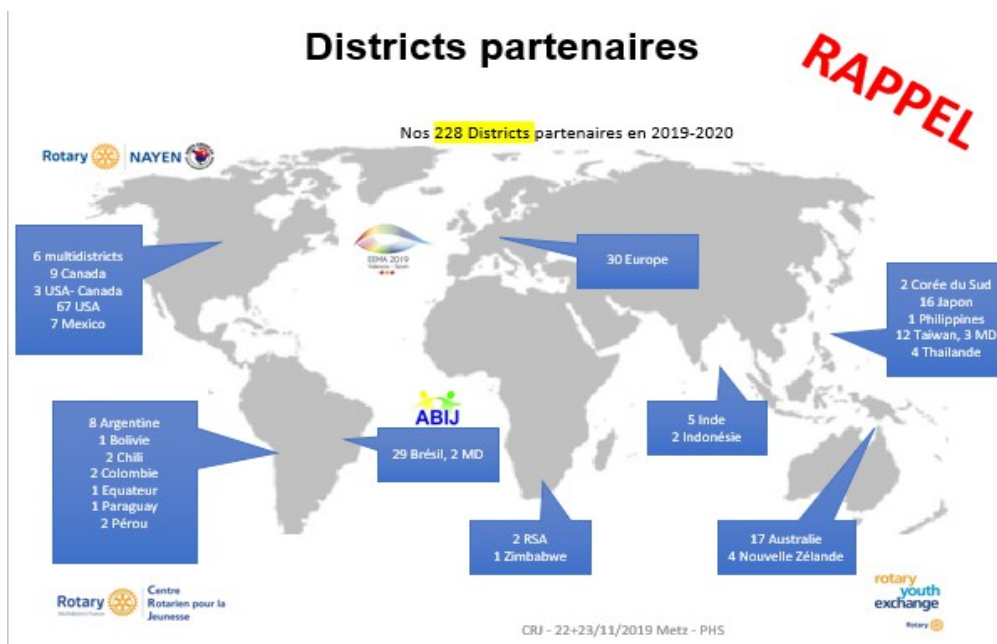 Districts partenaires
RAPPEL
Nos 228 Districts partenaires en 2019-2020
Rotary NAYEN
6 multidistricts
9 Canada
3 USA- Canada
67 USA
7 Mexico
EEMA 2019
Valencia - Spain
30 Europe
2 Corée du Sud
16 Japon
1 Philippines
12 Taiwan, 3 MD
4 Thailande
8 Argentine
1 Bolivie
2 Chili
2 Colombie
1 Equateur
1 Paraguay
2 Pérou
ABIJ
29 Brésil, 2 MD
5 Inde
2 Indonésie
2 RSA
1 Zimbabwe
17 Australie
4 Nouvelle Zélande
Rotary
Centre
Rotarien pour la
Jeunesse
rotary
youth
exchange
Rotary
CRJ - 22+23/11/2019 Metz - PHS